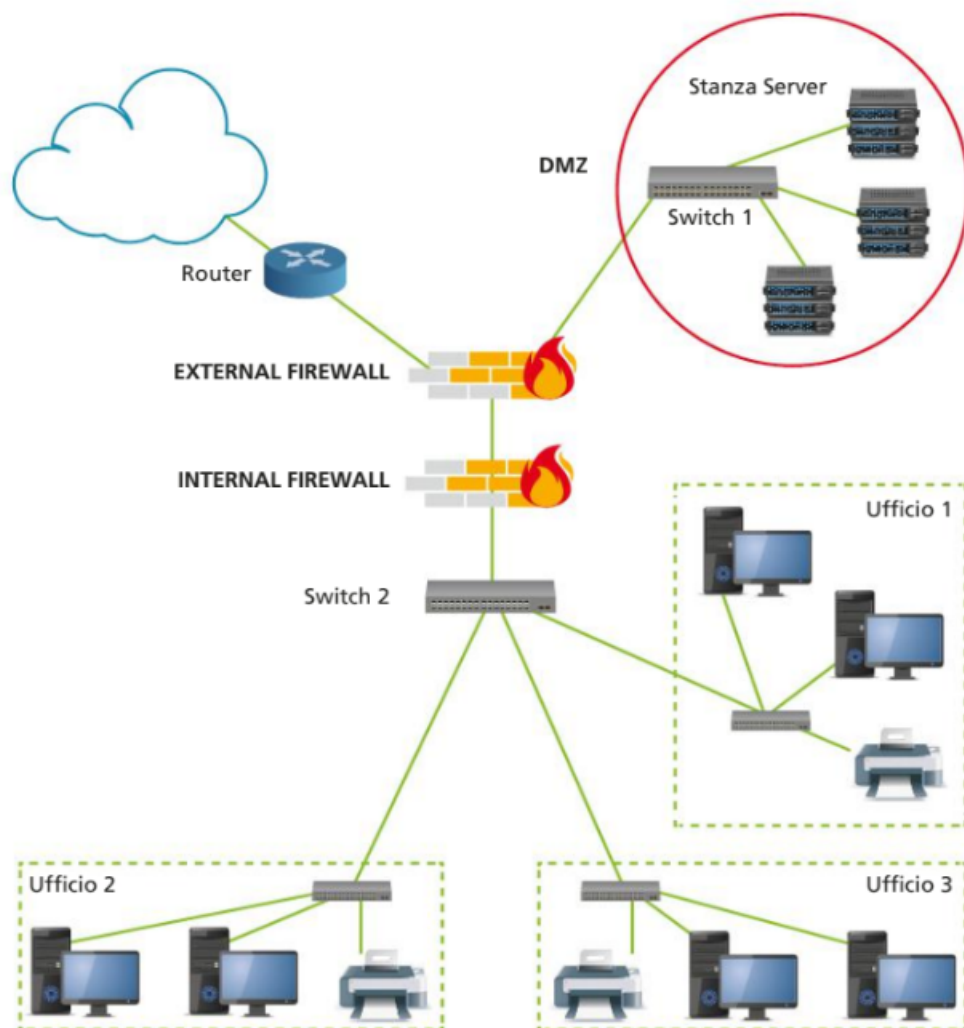 Stanza Server
DMZ
Switch 1
Router
EXTERNAL FIREWALL
INTERNAL FIREWALL
Ufficio 1
Switch 2
Ufficio 2
Ufficio 3